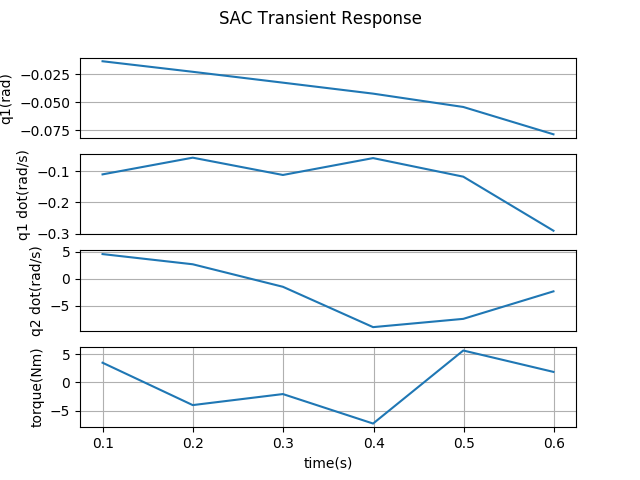 SAC Transient Response
q1(rad)
−0.025
−0.050
−0.075
q1 dot(rad/s)
−0.1
−0.2
−0.3
q2 dot(rad/s)
5
0
−5
torque(Nm)
5
0
−5
0.1 0.2 0.3 0.4 0.5 0.6
time(s)